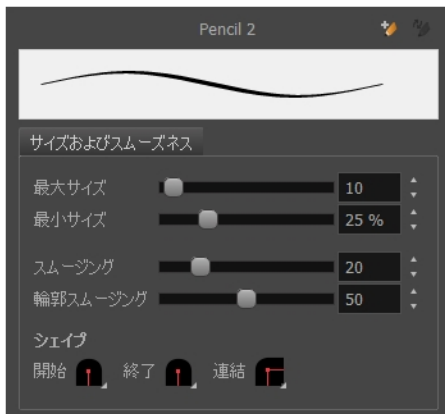 Pencil 2
サイズおよびスムーズネス
最大サイズ 10
最小サイズ 25 %
スムージング 20
輪郭スムージング 50
シェイプ
開始 終了 連結